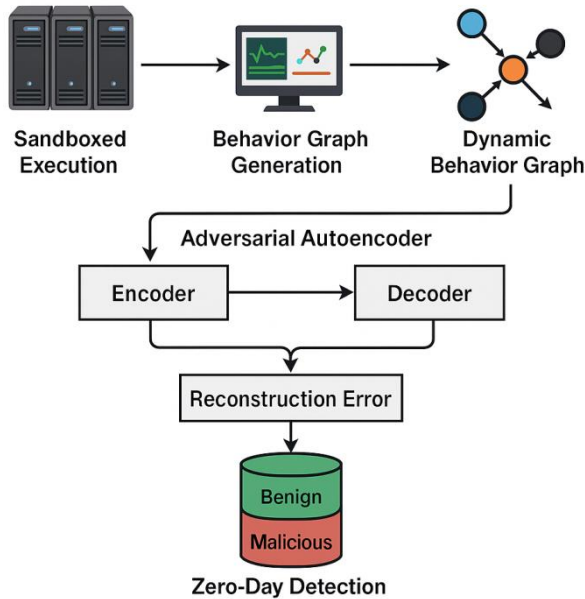 Sandboxed
Execution
Behavior Graph
Generation
Dynamic
Behavior Graph
Adversarial Autoencoder
Encoder
Decoder
Reconstruction Error
Benign
Malicious
Zero-Day Detection